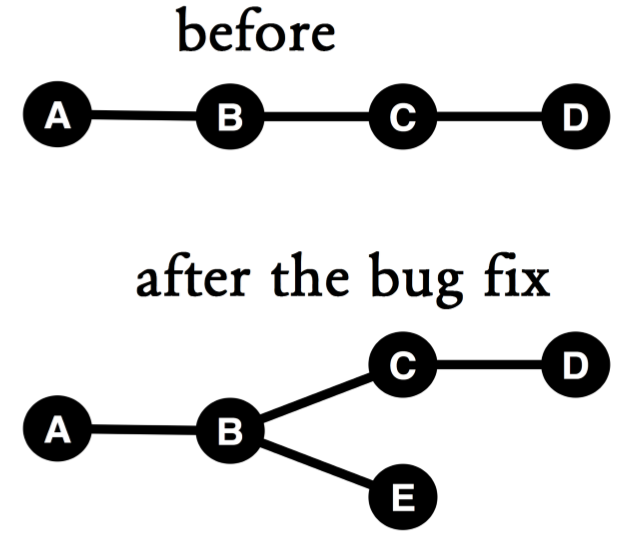 before
A B C D
after the bug fix
C D
A B
E